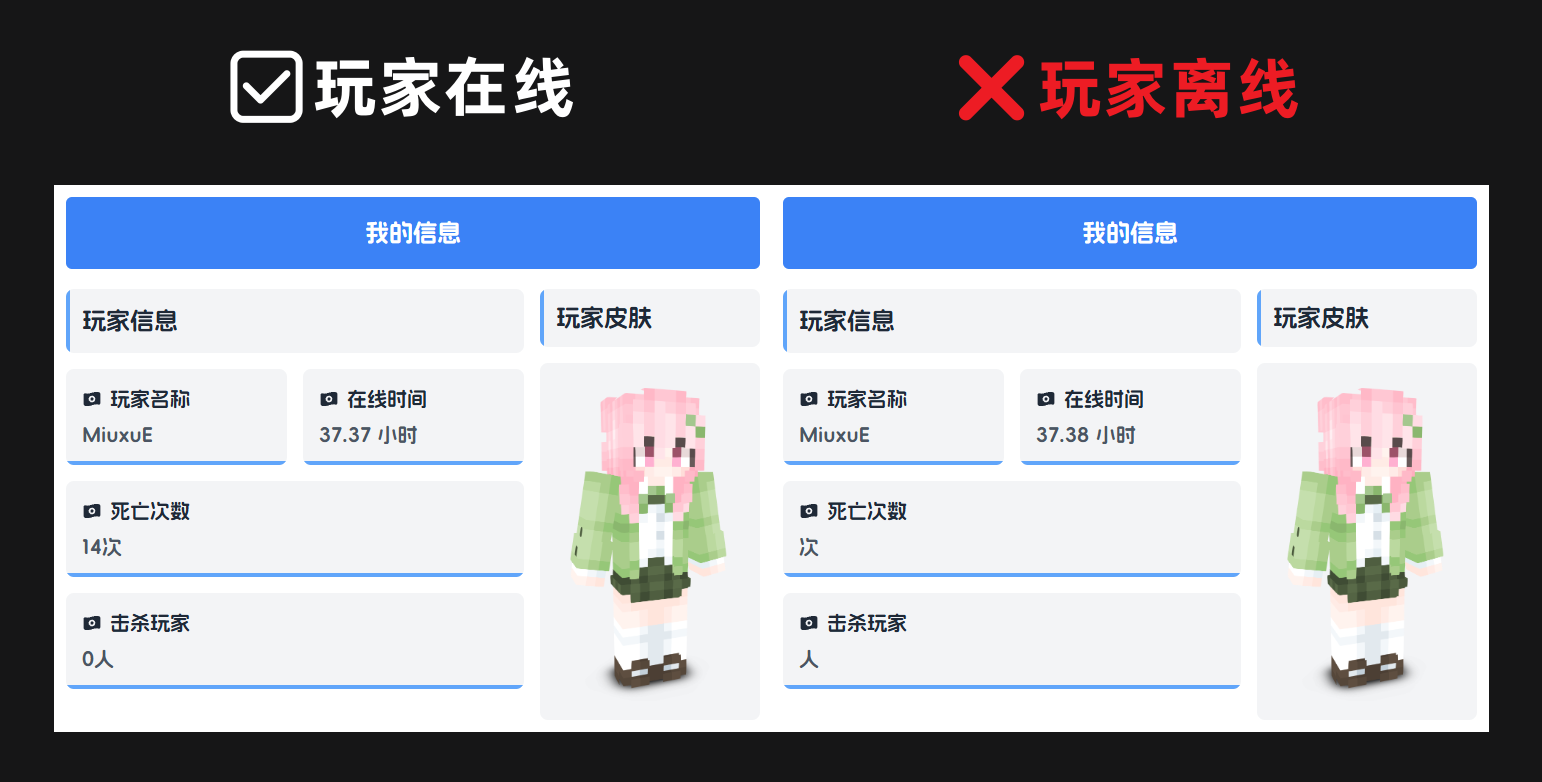 玩家在线
玩家离线
我的信息
玩家信息
玩家皮肤
玩家名称
MiuxuE
在线时间
37.37 小时
死亡次数
14次
击杀玩家
0人
我的信息
玩家信息
玩家皮肤
玩家名称
MiuxuE
在线时间
37.38 小时
死亡次数
次
击杀玩家
人